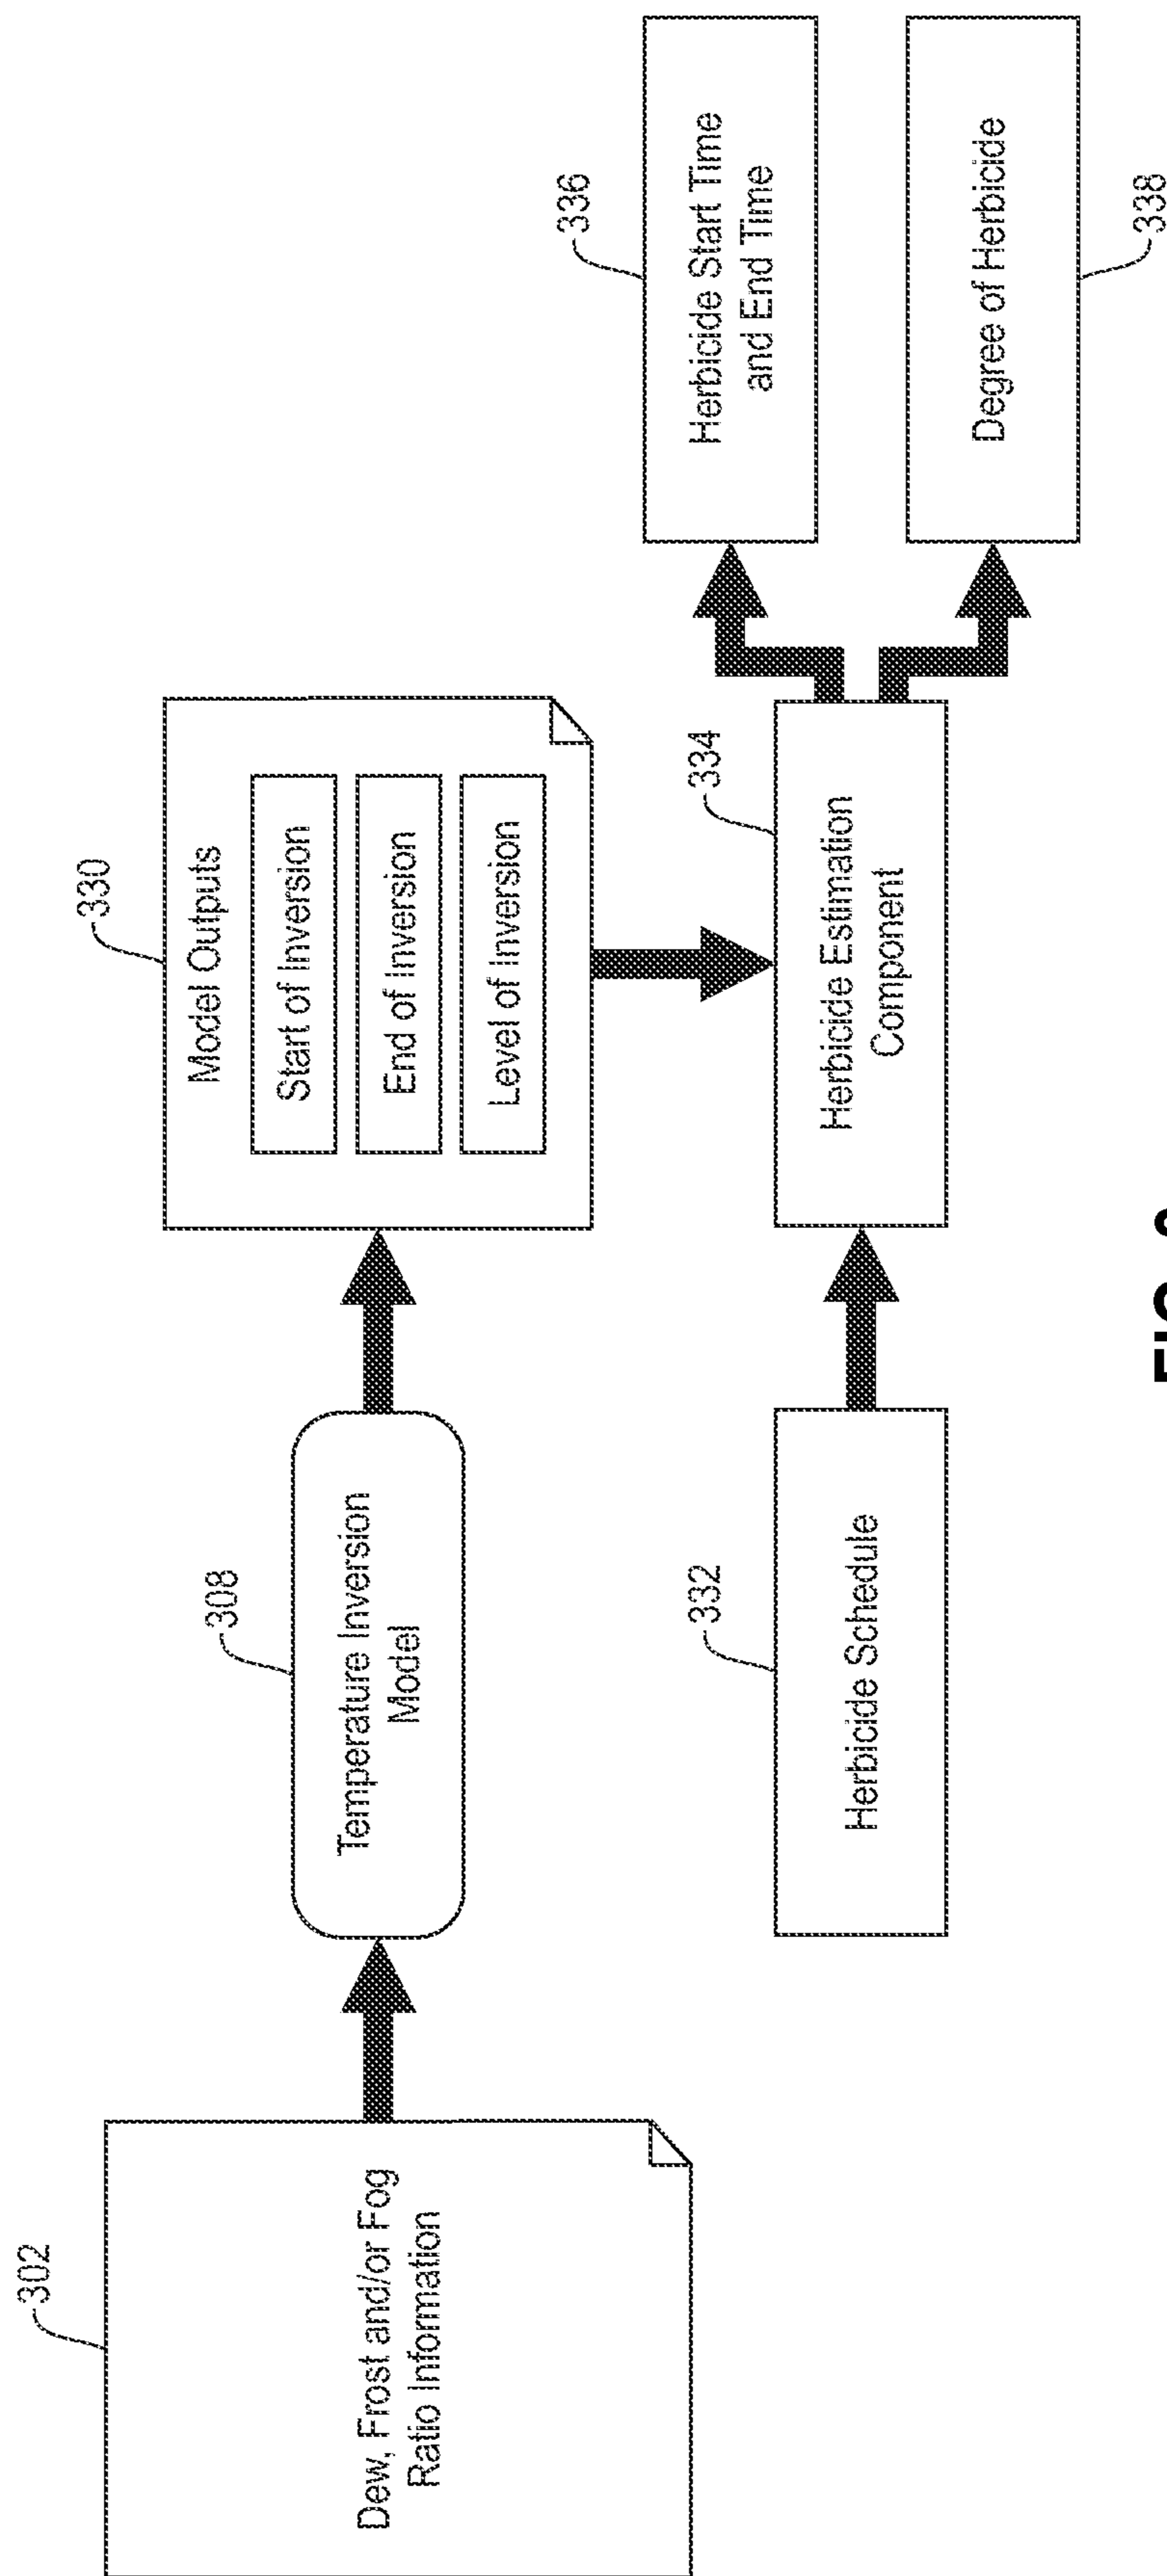 302
Dew, Frost and/or Fog
Ratio Information
308
Temperature Inversion
Model
330
Model Outputs
Start of Inversion
End of Inversion
Level of Inversion
332
Herbicide Schedule
334
Herbicide Estimation
Component
336
Herbicide Start Time
and End Time
338
Degree of Herbicide
FIG.